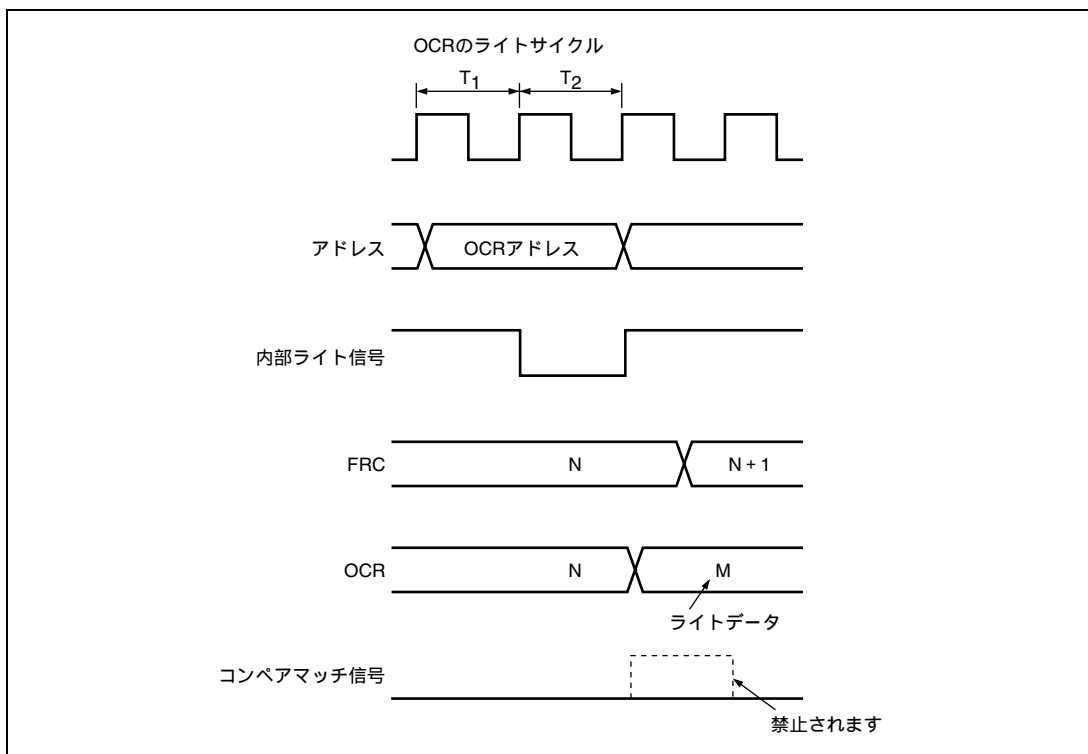 OCRのライトサイクル
T1 T2
アドレス OCRアドレス
内部ライト信号
FRC N N + 1
OCR N M
ライトデータ
コンペアマッチ信号
禁止されます